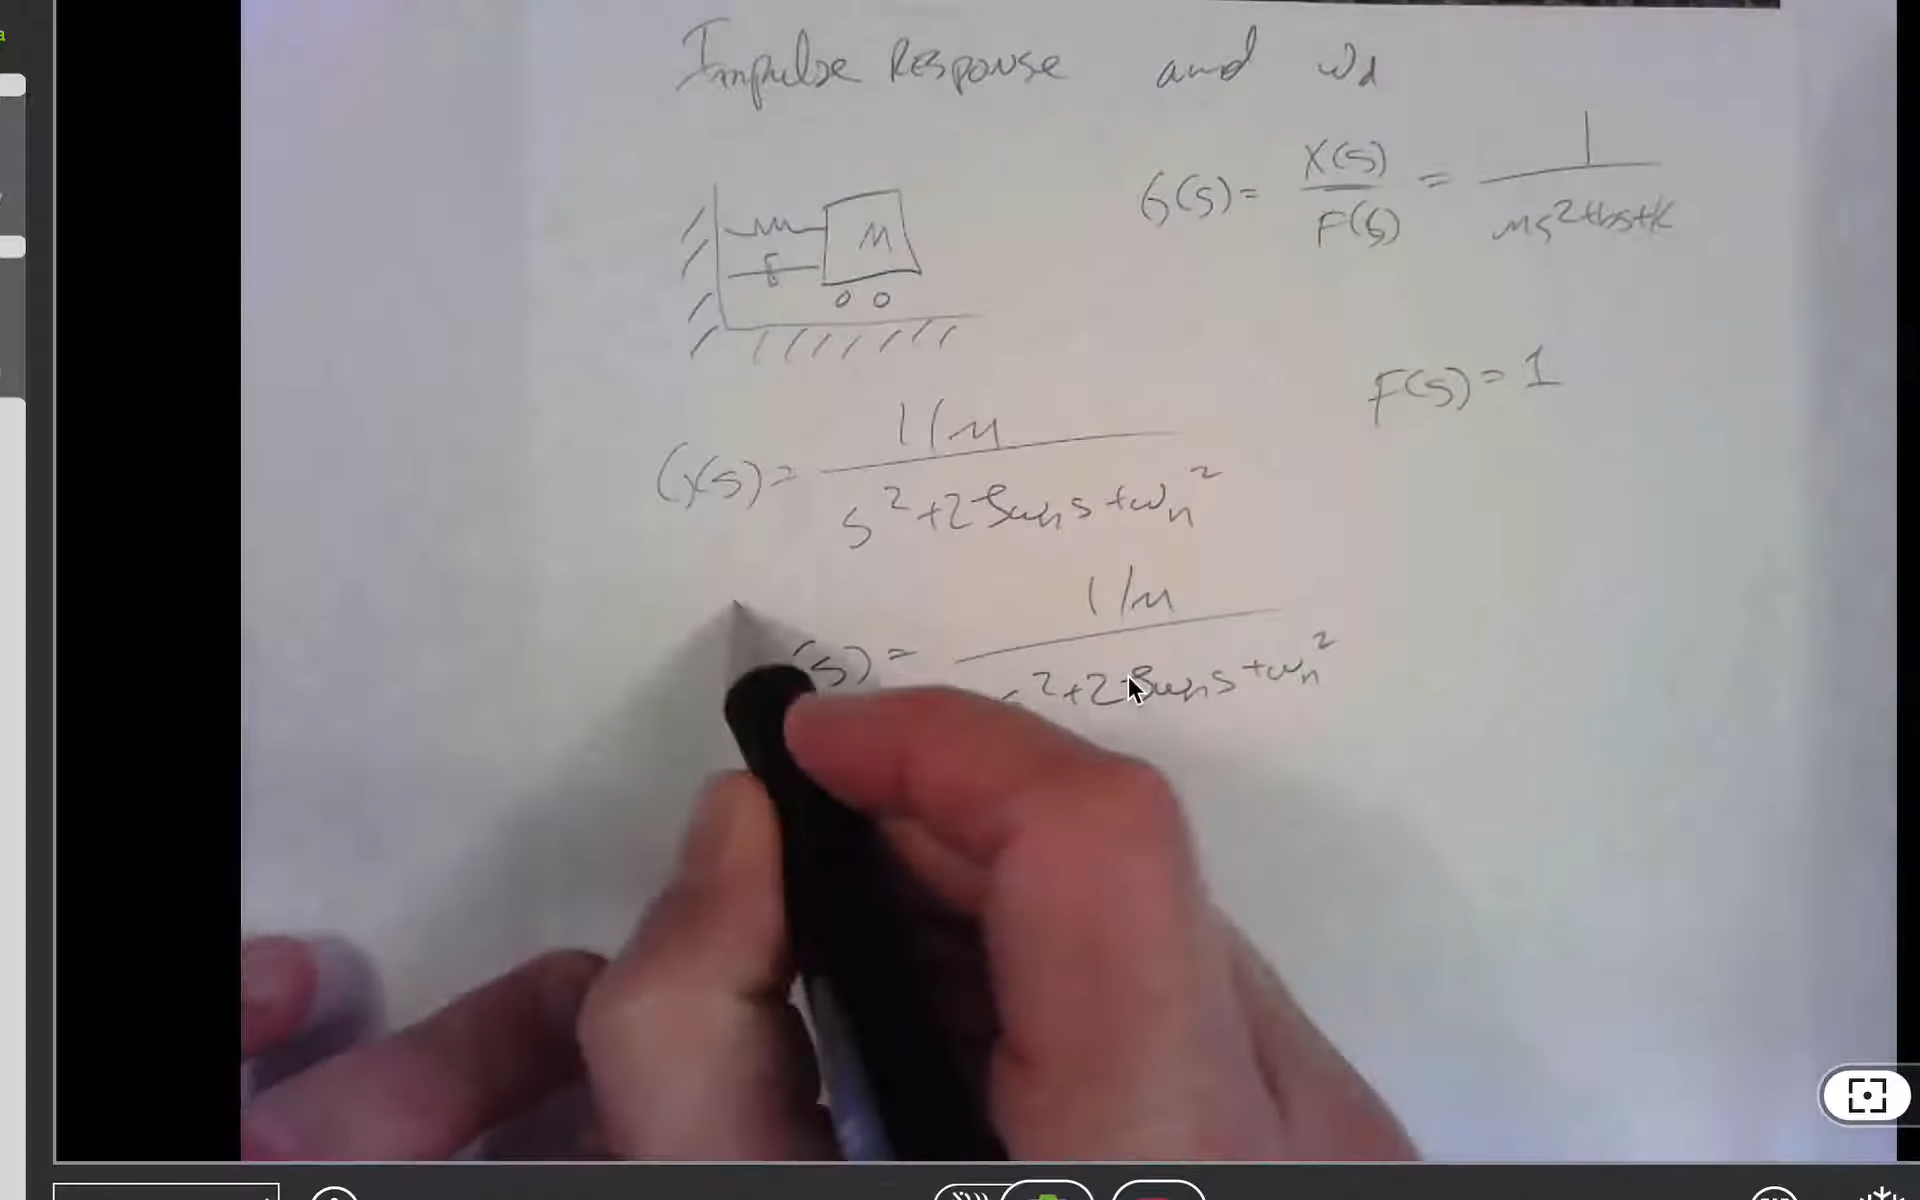 Impulse Response and ωd
G(s) = X(s)/F(s) = 1/(ms²+bs+k)
M
F(s) = 1
G(s) = (1/m)/(s²+2ζωns+ωn²)
(s) = (1/m)/(s²+2ζωns+ωn²)